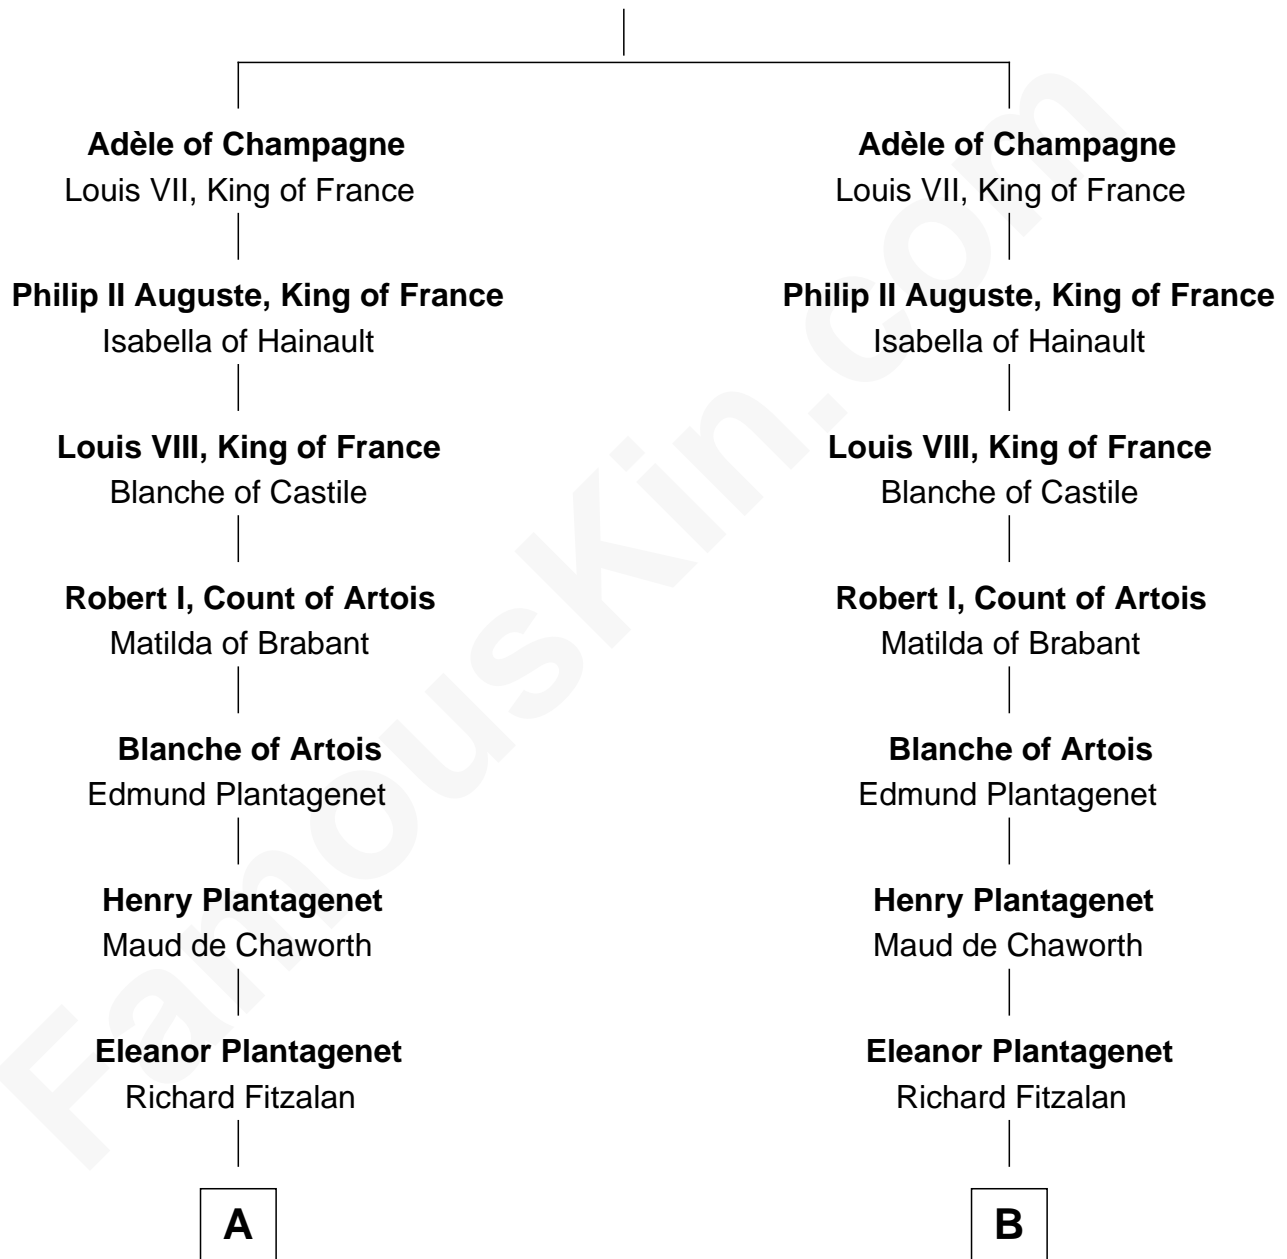 Adèle of Champagne
Louis VII, King of France
Philip II Auguste, King of France
Isabella of Hainault
Louis VIII, King of France
Blanche of Castile
Robert I, Count of Artois
Matilda of Brabant
Blanche of Artois
Edmund Plantagenet
Henry Plantagenet
Maud de Chaworth
Eleanor Plantagenet
Richard Fitzalan
A
Adèle of Champagne
Louis VII, King of France
Philip II Auguste, King of France
Isabella of Hainault
Louis VIII, King of France
Blanche of Castile
Robert I, Count of Artois
Matilda of Brabant
Blanche of Artois
Edmund Plantagenet
Henry Plantagenet
Maud de Chaworth
Eleanor Plantagenet
Richard Fitzalan
B
FamousKin.com